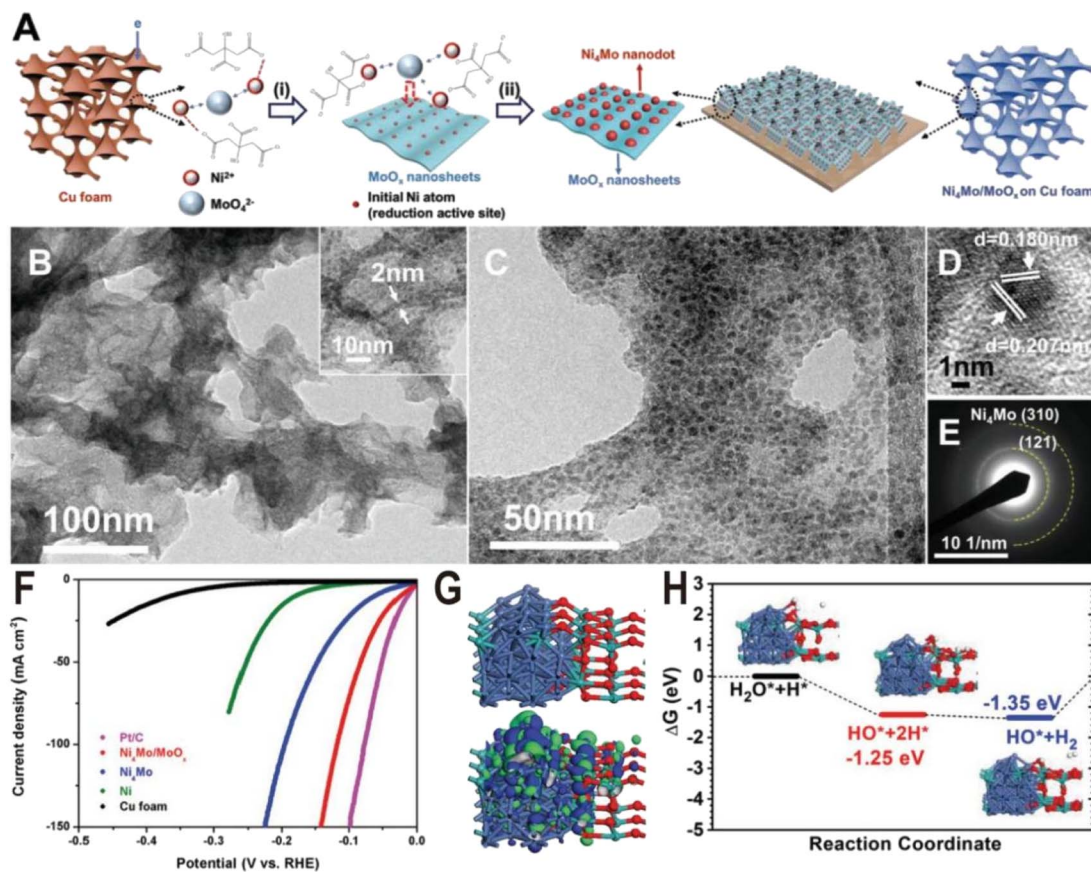 A
e
(i)
(ii)
Ni₄Mo nanodot
Cu foam
Ni²⁺
MoO₄²⁻
MoOₓ nanosheets
Initial Ni atom
(reduction active site)
MoOₓ nanosheets
Ni₄Mo/MoOₓ on Cu foam
B
2nm
10nm
100nm
C
50nm
D
d=0.180nm
d=0.207nm
1nm
E
Ni₄Mo (310)
(121)
10 1/nm
F
0
-50
-100
-150
Current density (mA cm⁻²)
Pt/C
Ni₄Mo/MoOₓ
Ni₄Mo
Ni
Cu foam
-0.5
-0.4
-0.3
-0.2
-0.1
0.0
Potential (V vs. RHE)
G
H
3
2
1
0
-1
-2
-3
-4
-5
ΔG (eV)
H₂O*+H*
HO*+2H*
-1.25 eV
-1.35 eV
HO*+H₂
Reaction Coordinate